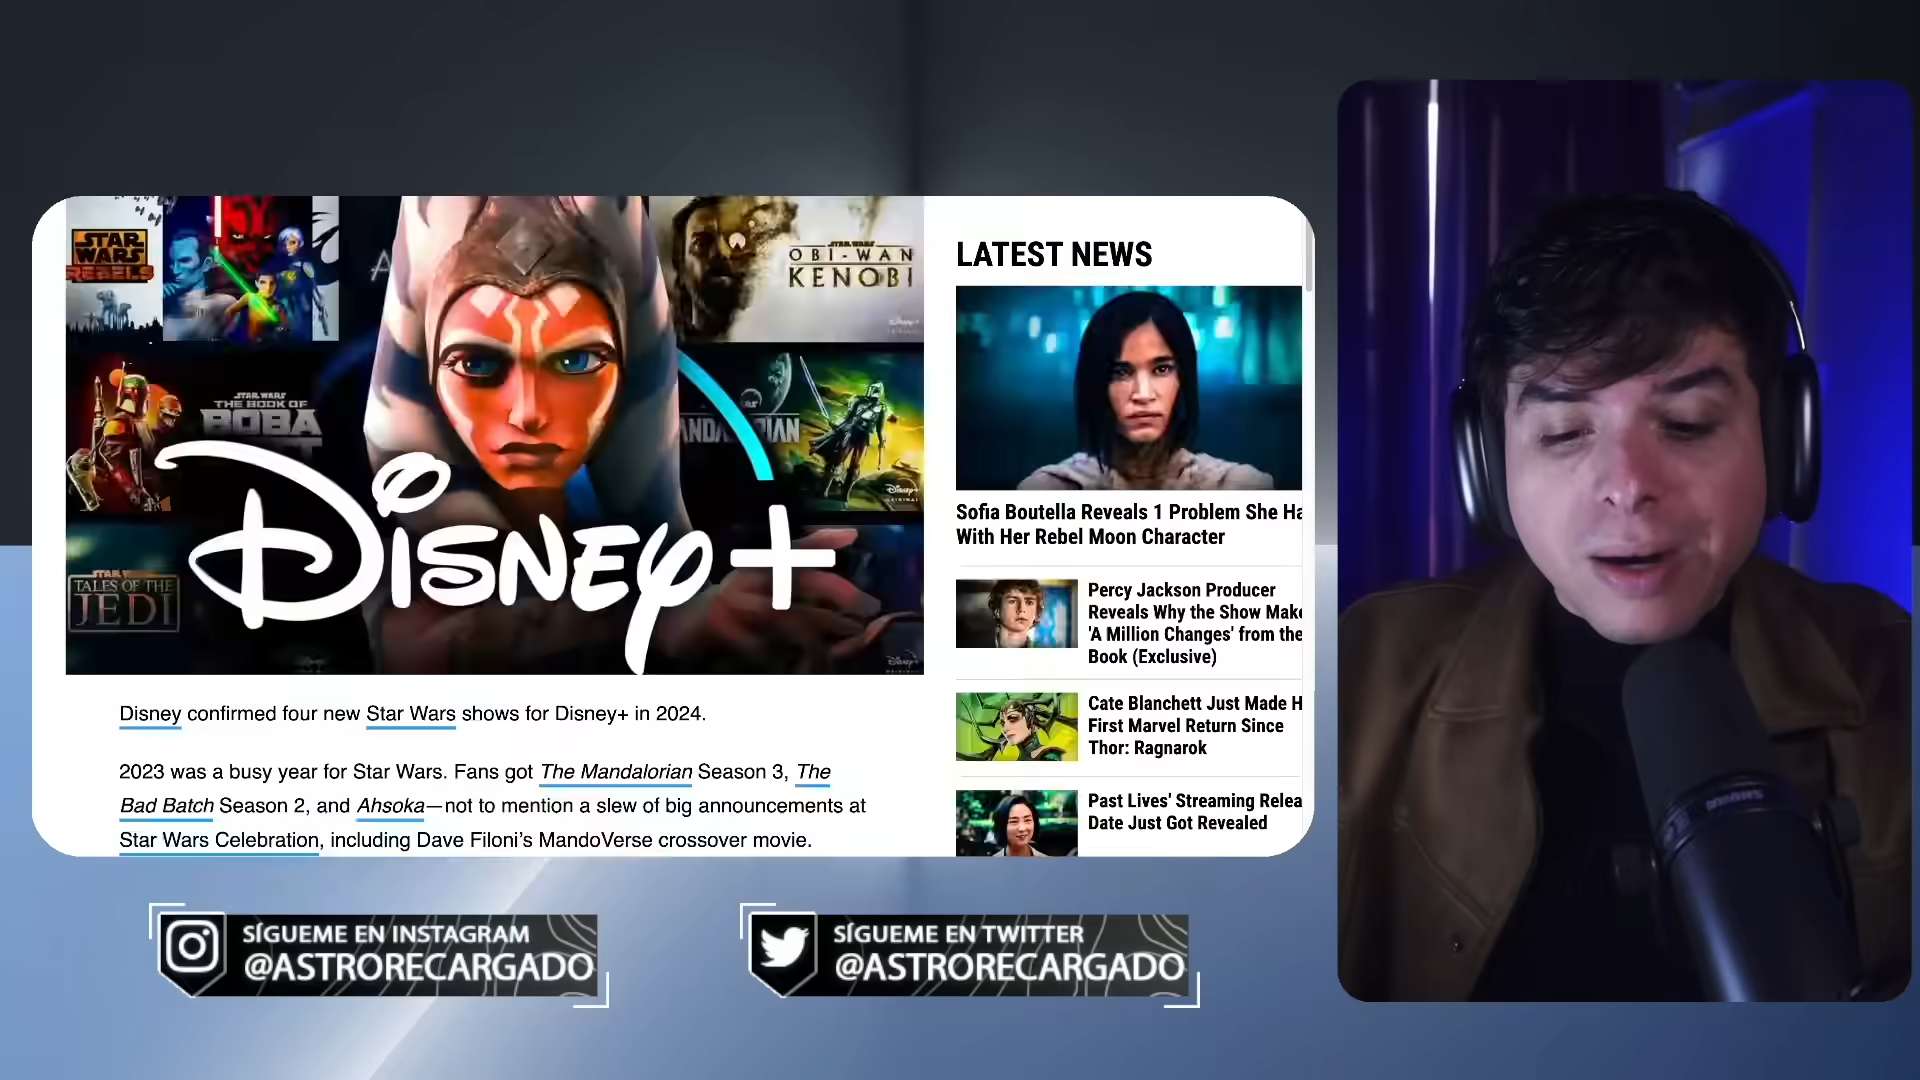 STAR WARS
REBELS
STAR WARS
OBI-WAN
KENOBI
STAR WARS
THE BOOK OF
BOBA
Disney+
TALES OF THE
JEDI
Disney+
Disney confirmed four new Star Wars shows for Disney+ in 2024.
2023 was a busy year for Star Wars. Fans got The Mandalorian Season 3, The
Bad Batch Season 2, and Ahsoka—not to mention a slew of big announcements at
Star Wars Celebration, including Dave Filoni's MandoVerse crossover movie.
LATEST NEWS
Sofia Boutella Reveals 1 Problem She Ha
With Her Rebel Moon Character
Percy Jackson Producer
Reveals Why the Show Make
'A Million Changes' from the
Book (Exclusive)
Cate Blanchett Just Made H
First Marvel Return Since
Thor: Ragnarok
Past Lives' Streaming Relea
Date Just Got Revealed
SÍGUEME EN INSTAGRAM
@ASTRORECARGADO
SÍGUEME EN TWITTER
@ASTRORECARGADO